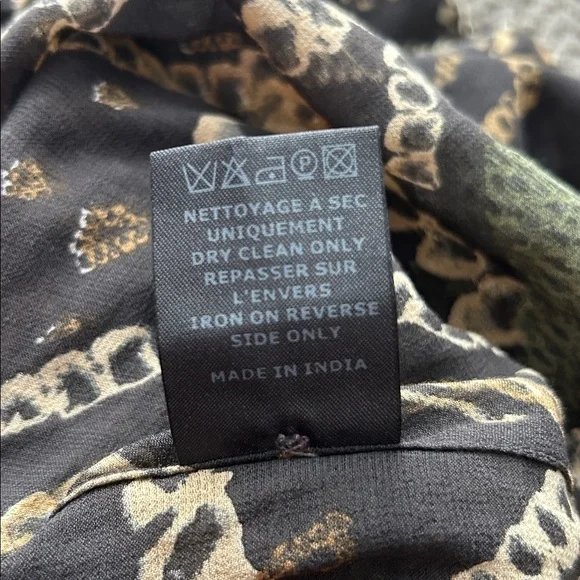 NETTOYAGE À SEC
UNIQUEMENT
DRY CLEAN ONLY
REPASSER SUR
L'ENVERS
IRON ON REVERSE
SIDE ONLY
MADE IN INDIA